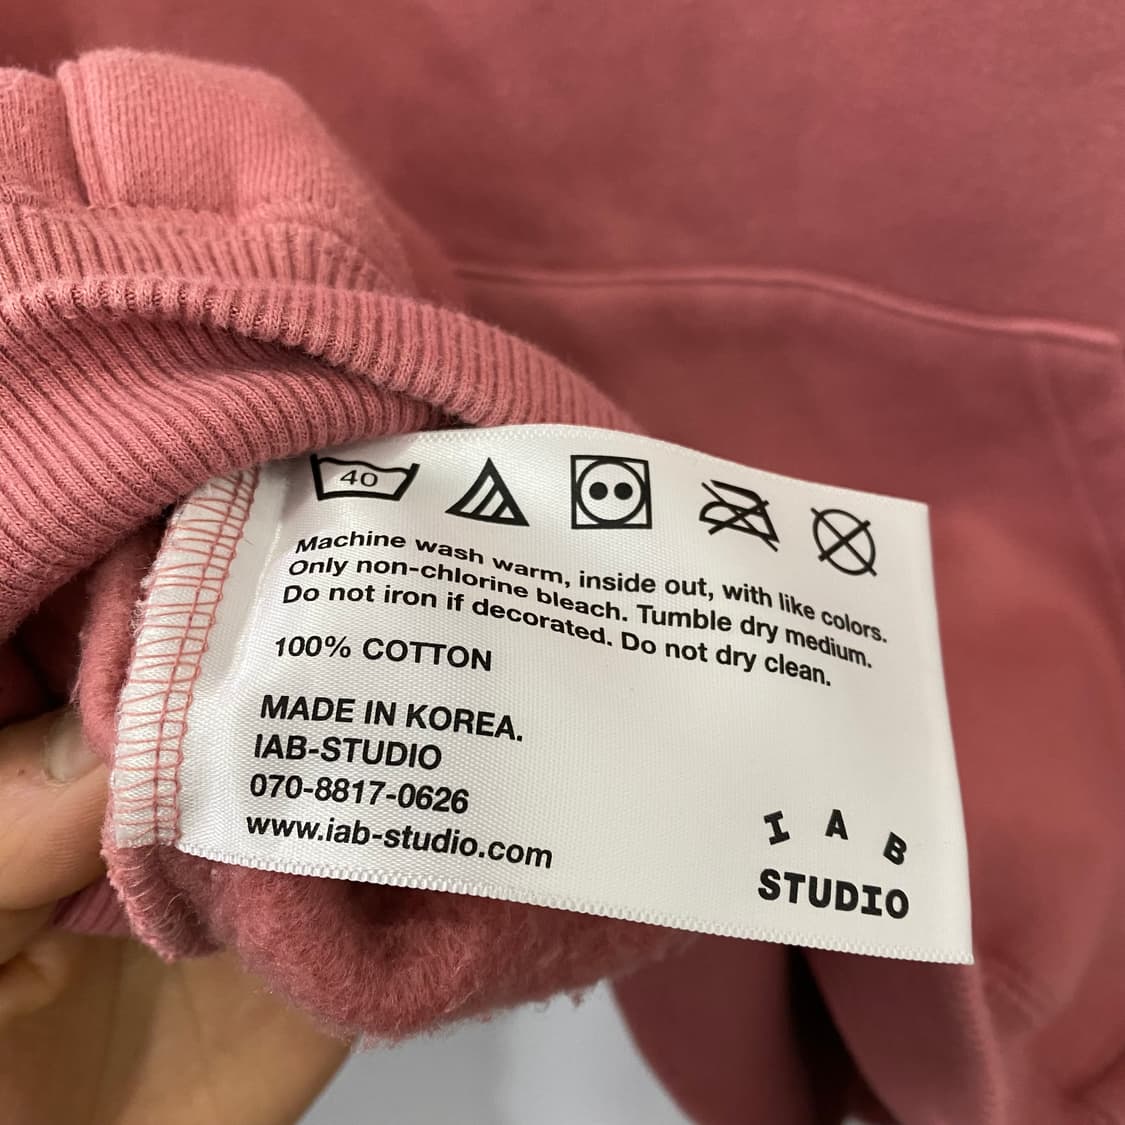 40
Machine wash warm, inside out, with like colors.
Only non-chlorine bleach. Tumble dry medium.
Do not iron if decorated. Do not dry clean.
100% COTTON
MADE IN KOREA.
IAB-STUDIO
070-8817-0626
www.iab-studio.com
I A B
STUDIO